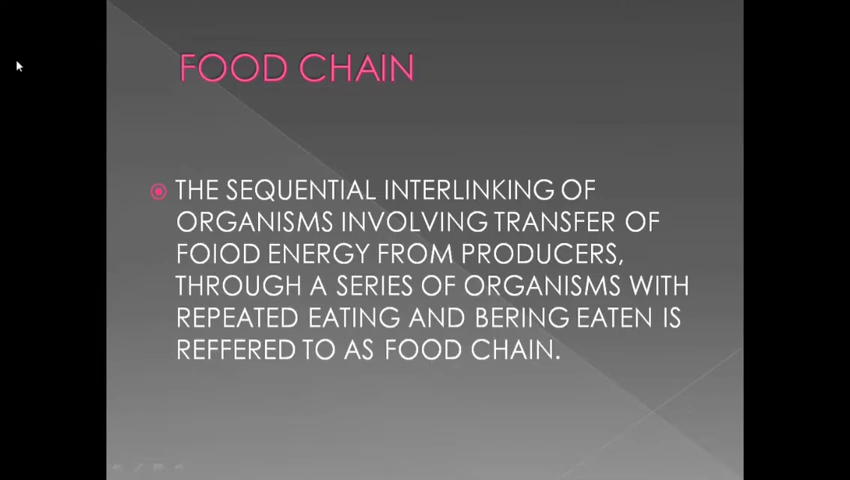 FOOD CHAIN
THE SEQUENTIAL INTERLINKING OF
ORGANISMS INVOLVING TRANSFER OF
FOIOD ENERGY FROM PRODUCERS,
THROUGH A SERIES OF ORGANISMS WITH
REPEATED EATING AND BERING EATEN IS
REFFERED TO AS FOOD CHAIN.